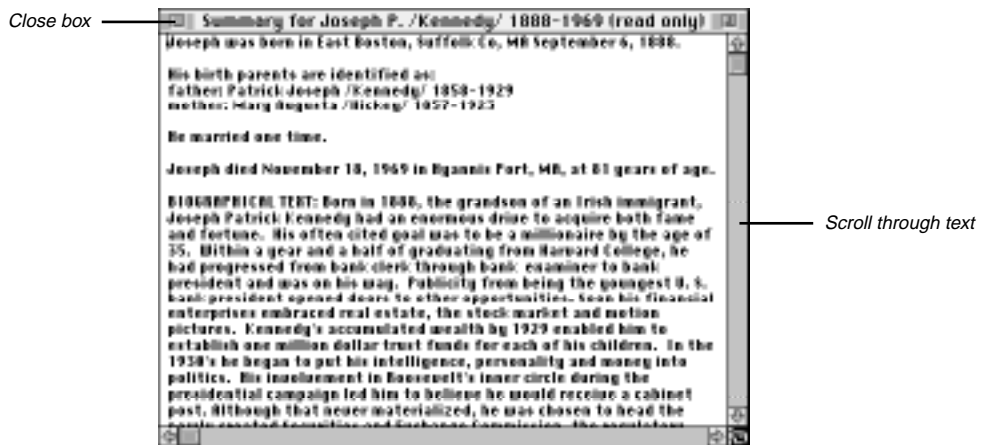 Close box
Summary for Joseph P. /Kennedy/ 1888-1969 (read only)
Joseph was born in East Boston, Suffolk Co, MA September 6, 1888.
His birth parents are identified as:
father: Patrick Joseph /Kennedy/ 1858-1929
mother: Mary Augusta /Hickey/ 1857-1923
He married one time.
Joseph died November 18, 1969 in Hyannis Port, MA, at 81 years of age.
BIOGRAPHICAL TEXT: Born in 1888, the grandson of an Irish immigrant,
Joseph Patrick Kennedy had an enormous drive to acquire both fame
and fortune. His often cited goal was to be a millionaire by the age of
35. Within a year and a half of graduating from Harvard College, he
had progressed from bank clerk through bank examiner to bank
president and was on his way. Publicity from being the youngest U. S.
bank president opened doors to other opportunities. Soon his financial
enterprises embraced real estate, the stock market and motion
pictures. Kennedy's accumulated wealth by 1929 enabled him to
establish one million dollar trust funds for each of his children. In the
1930's he began to put his intelligence, personality and money into
politics. His involvement in Roosevelt's inner circle during the
presidential campaign led him to believe he would receive a cabinet
post. Although that never materialized, he was chosen to head the
newly created Securities and Exchange Commission, the regulatory
Scroll through text